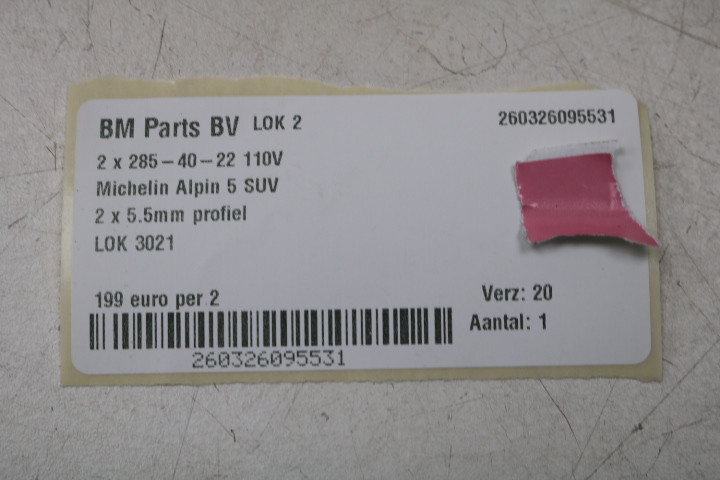 BM Parts BV LOK 2 260326095531
2 x 285-40-22 110V
Michelin Alpin 5 SUV
2 x 5.5mm profiel
LOK 3021
199 euro per 2 Verz: 20
Aantal: 1
260326095531